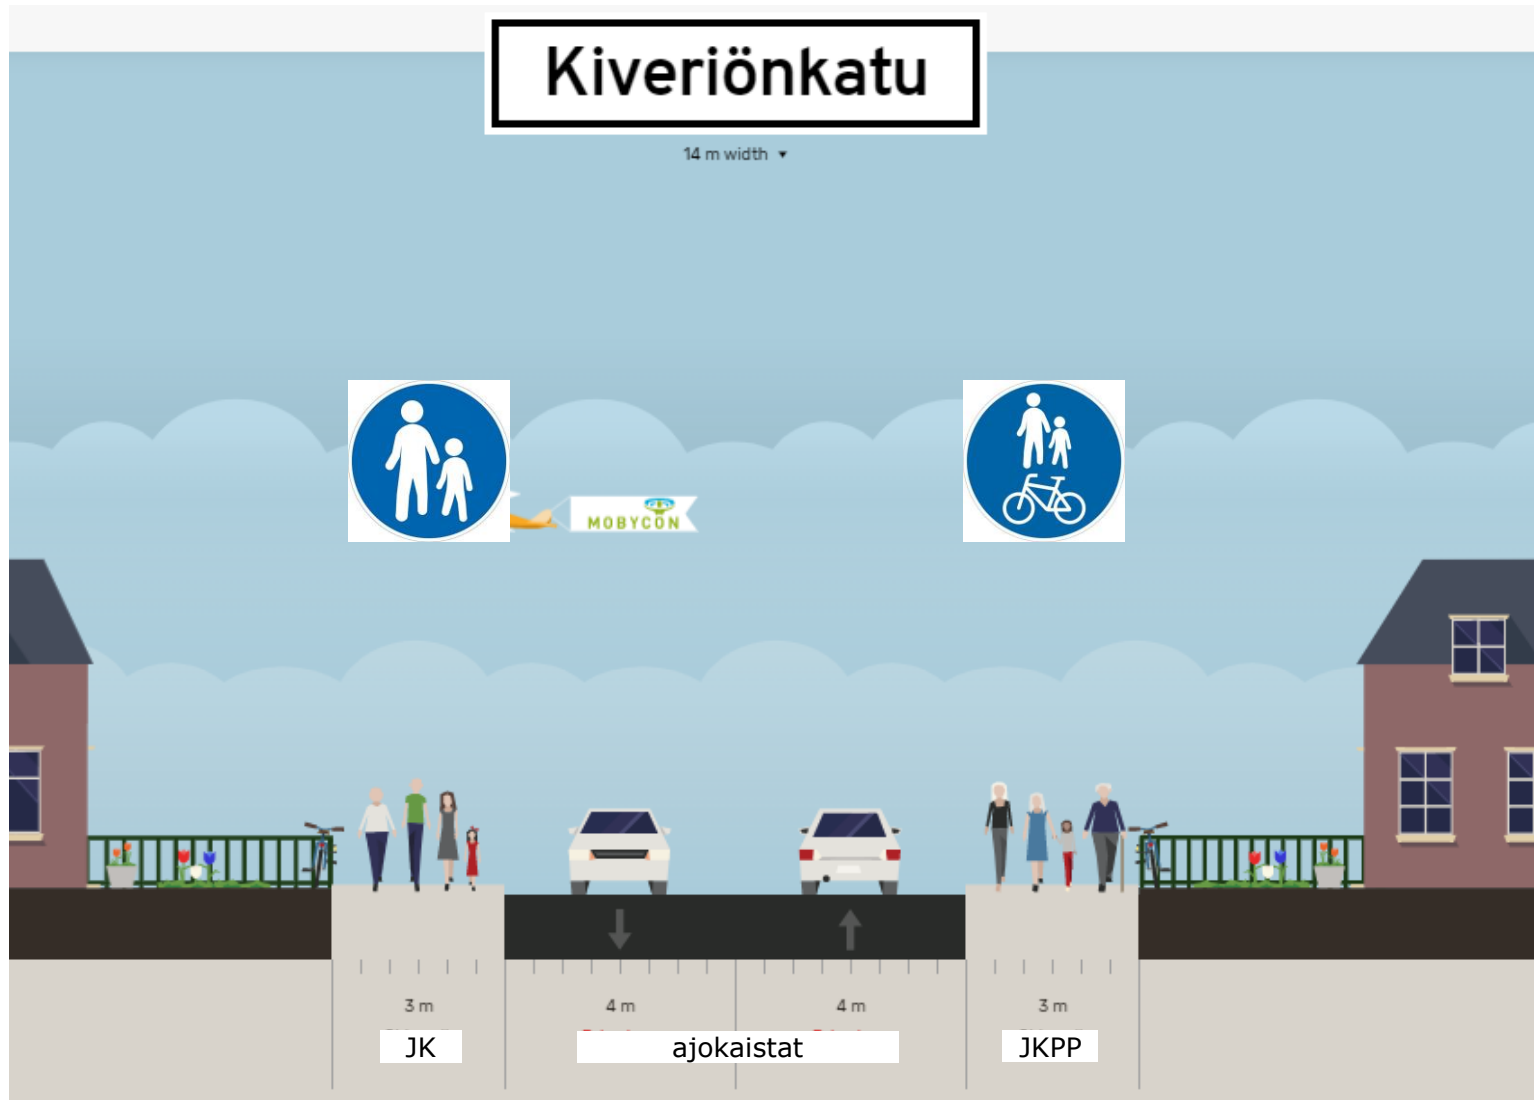 Kiveriönkatu
14 m width ▾
MOBYCON
3 m
4 m
4 m
3 m
JK
ajokaistat
JKPP